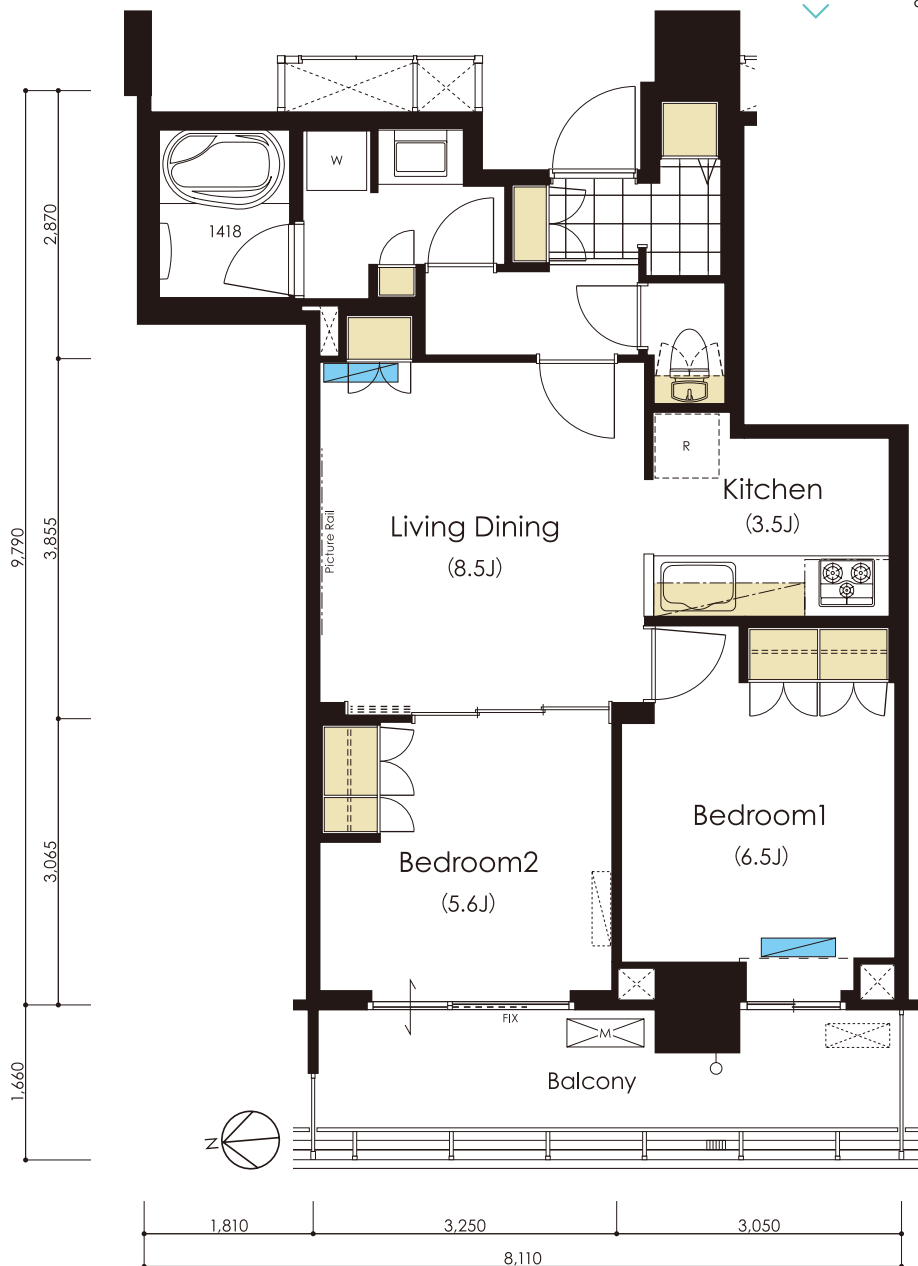 W
1418
2,870
R
Kitchen
(3.5J)
Living Dining
(8.5J)
Picture Rail
9,790
3,855
Bedroom1
(6.5J)
Bedroom2
(5.6J)
3,065
FIX
M
Balcony
1,660
N
1,810
3,250
3,050
8,110